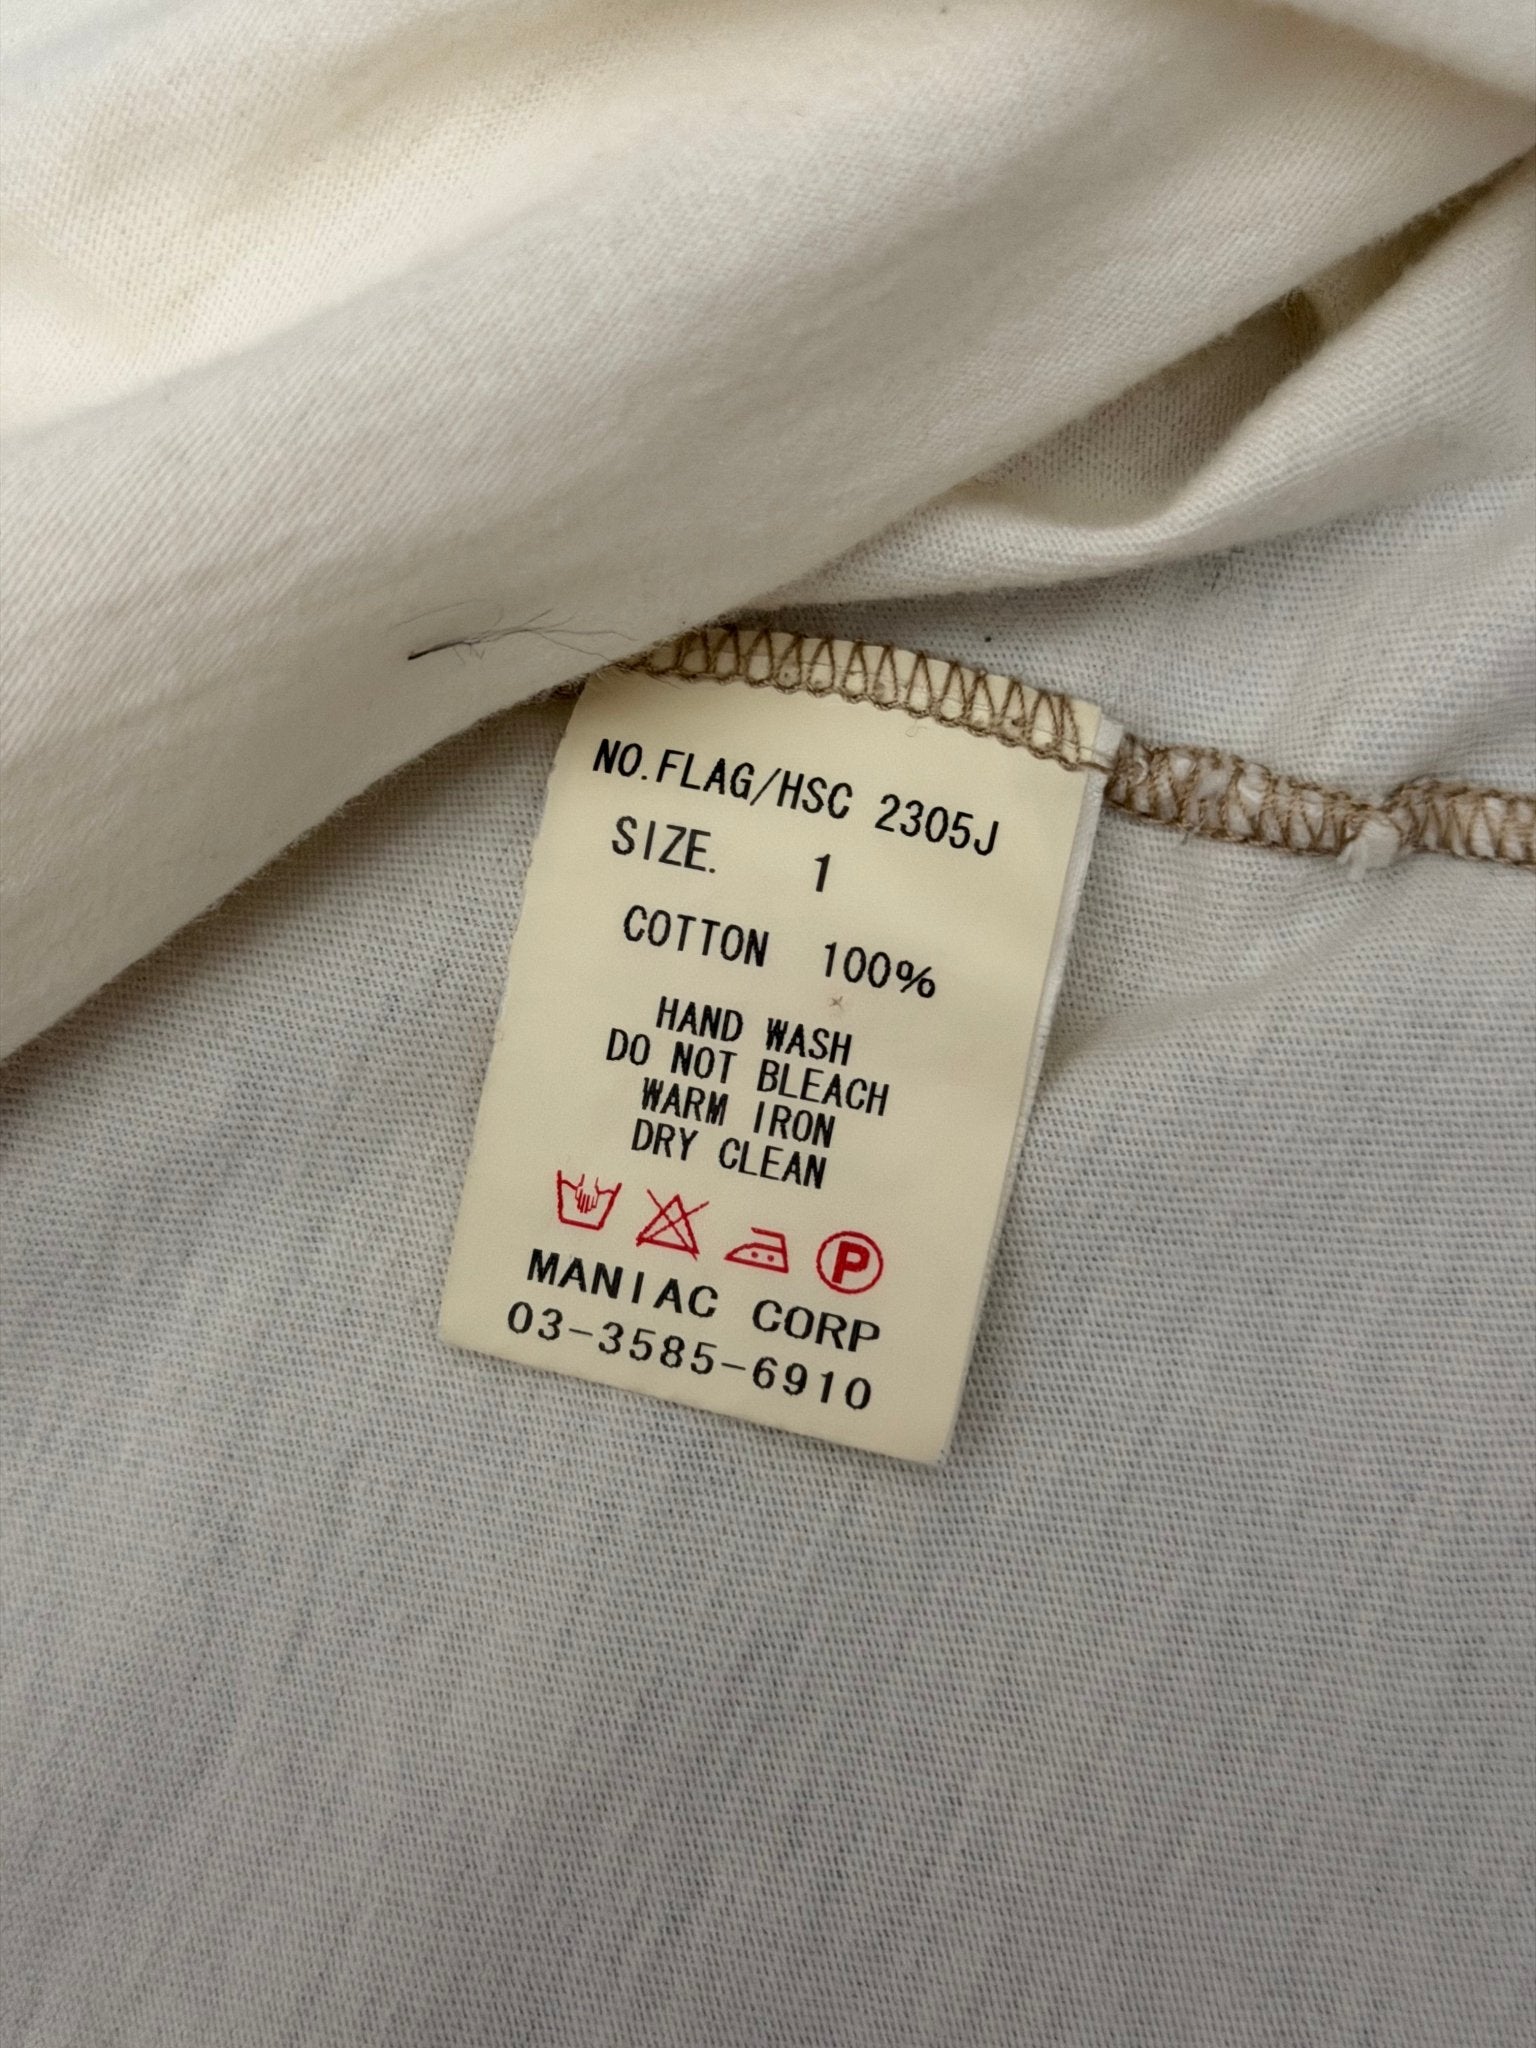 NO.FLAG/HSC 2305J
SIZE. 1
COTTON 100%
HAND WASH
DO NOT BLEACH
WARM IRON
DRY CLEAN
P
MANIAC CORP
03-3585-6910